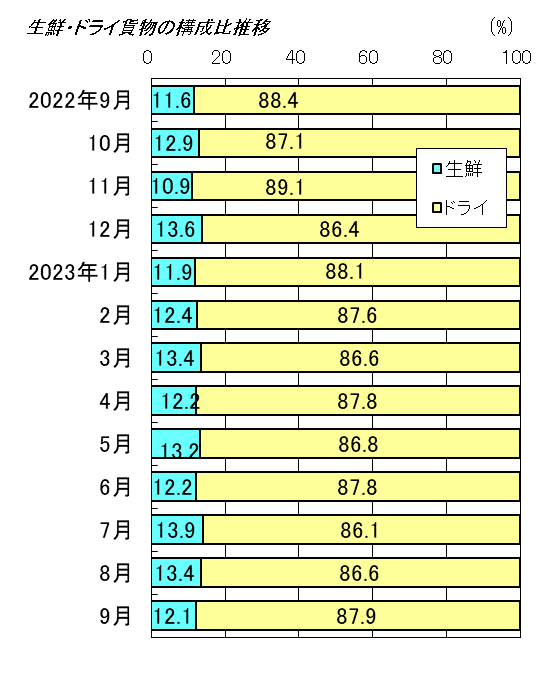 生鮮・ドライ貨物の構成比推移 (%)
0 20 40 60 80 100
2022年9月 11.6 88.4
10月 12.9 87.1
11月 10.9 89.1
12月 13.6 86.4
2023年1月 11.9 88.1
2月 12.4 87.6
3月 13.4 86.6
4月 12.2 87.8
5月 13.2 86.8
6月 12.2 87.8
7月 13.9 86.1
8月 13.4 86.6
9月 12.1 87.9
生鮮
ドライ